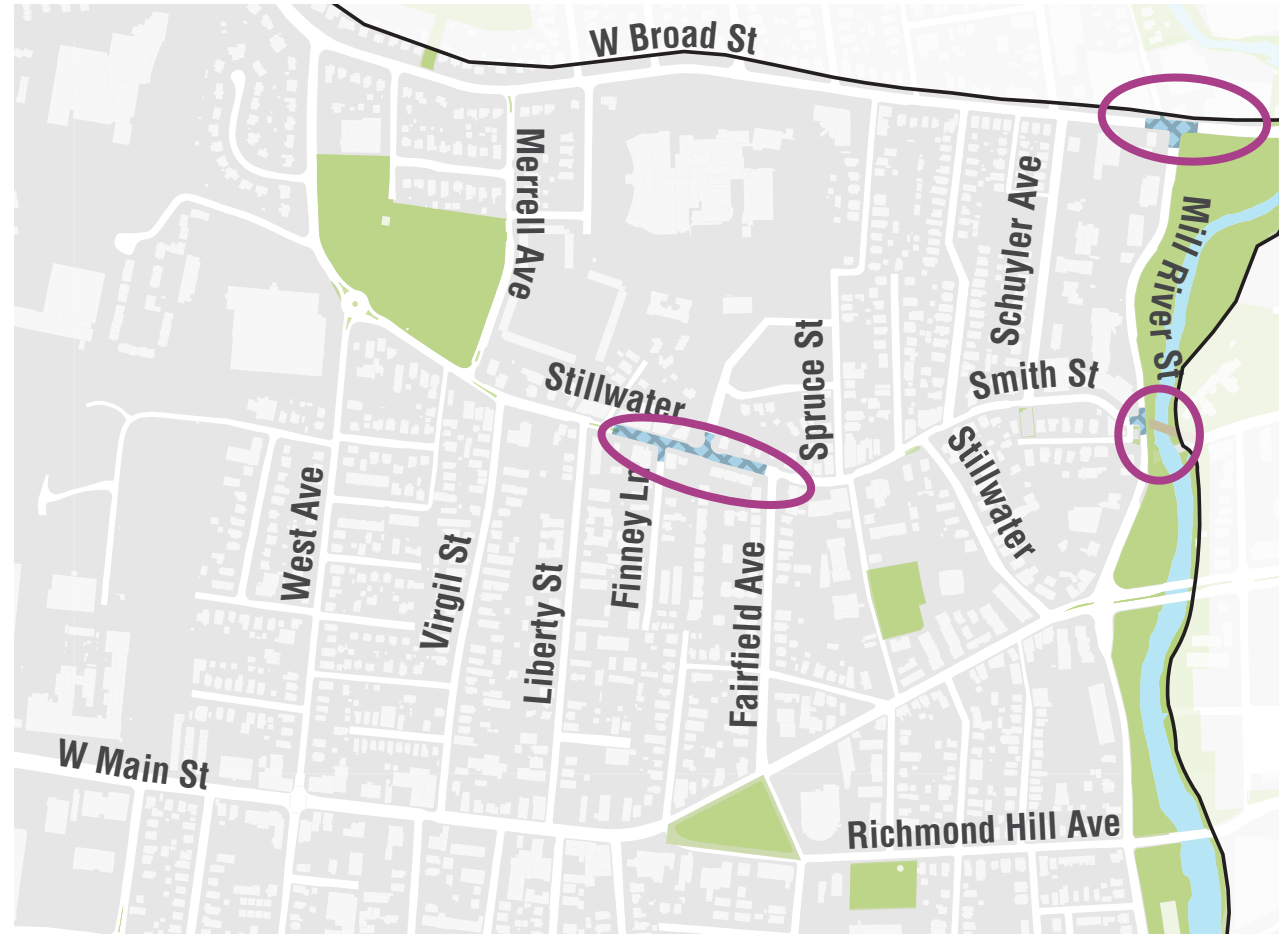 W Broad St
Merrell Ave
Schuyler Ave
Mill River St
Spruce St
Smith St
Stillwater
Stillwater
West Ave
Virgil St
Liberty St
Finney Ln
Fairfield Ave
W Main St
Richmond Hill Ave